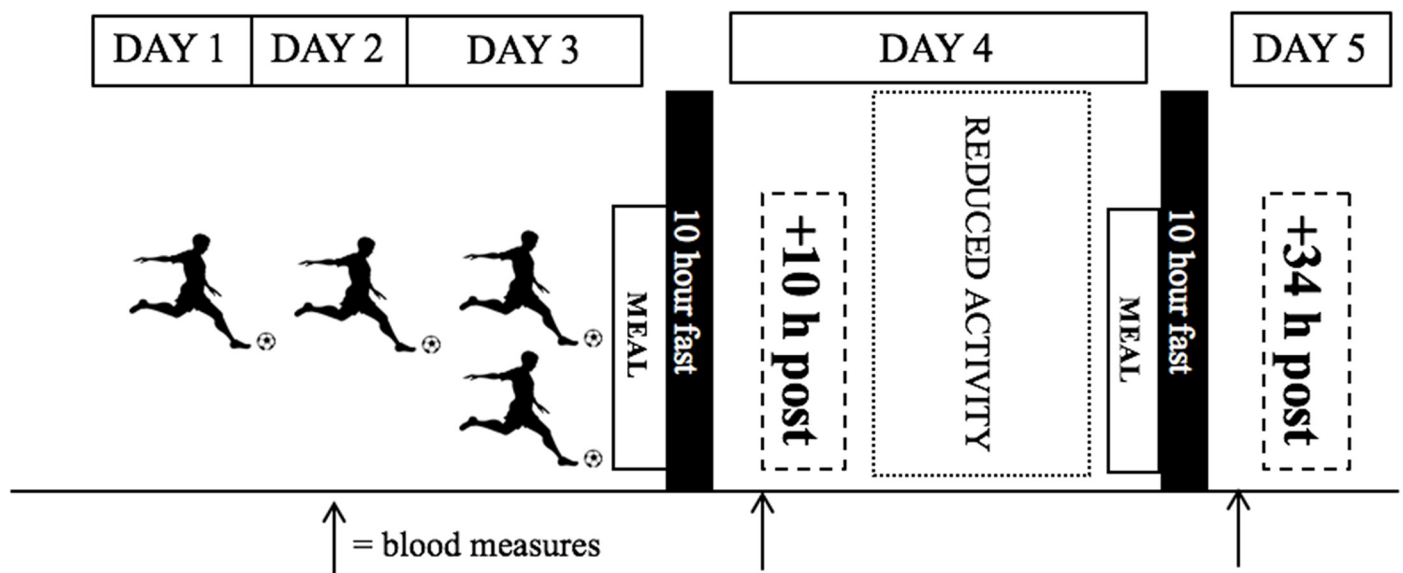 DAY 1
DAY 2
DAY 3
DAY 4
DAY 5
MEAL
10 hour fast
+10 h post
REDUCED ACTIVITY
MEAL
10 hour fast
+34 h post
= blood measures